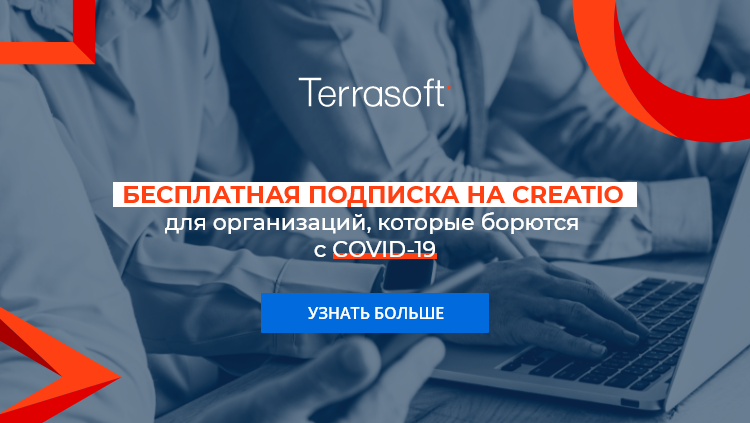 Terrasoft
БЕСПЛАТНАЯ ПОДПИСКА НА CREATIO
для организаций, которые борются
с COVID-19
УЗНАТЬ БОЛЬШЕ